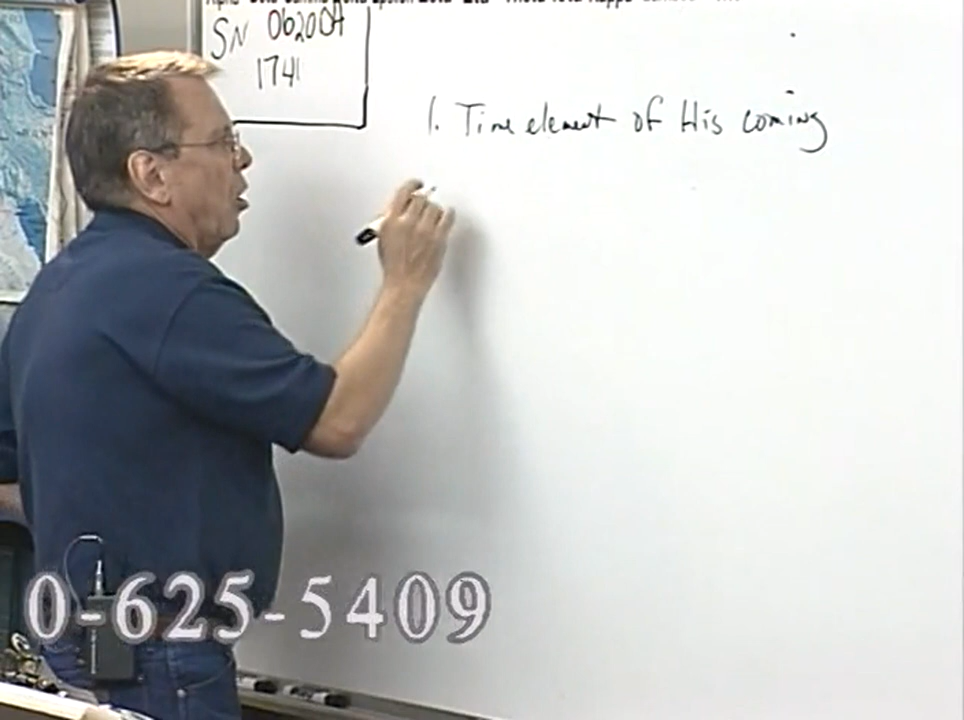 SN 062004
1741
1. Time element of His coming
0-625-5409